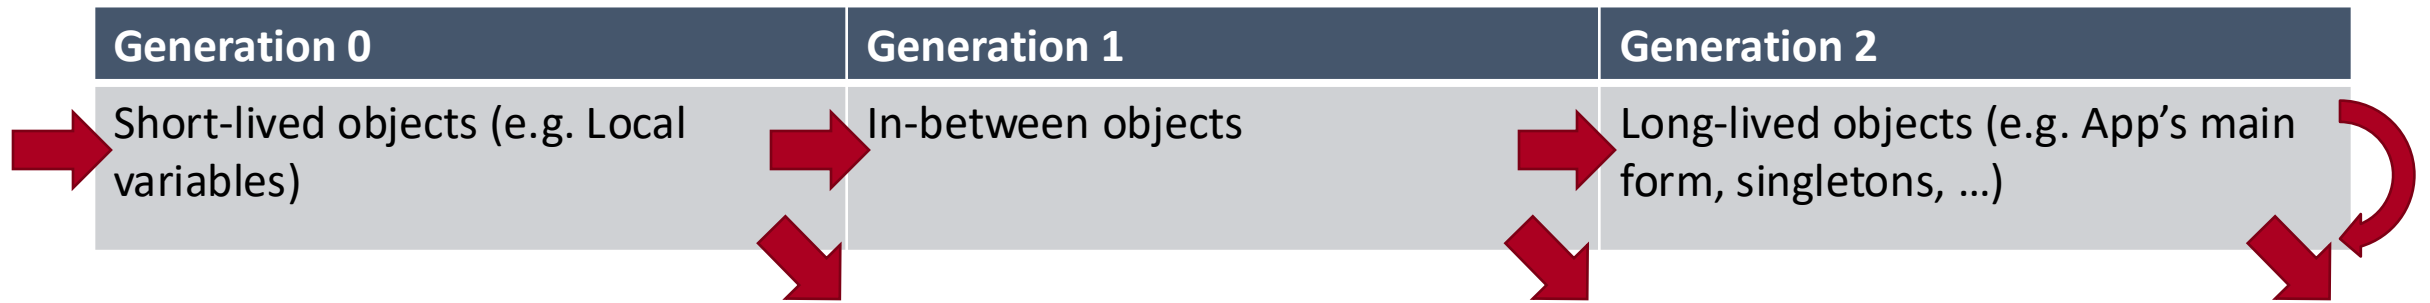 Generation 0
Generation 1
Generation 2
Short-lived objects (e.g. Local
variables)
In-between objects
Long-lived objects (e.g. App’s main
form, singletons, …)